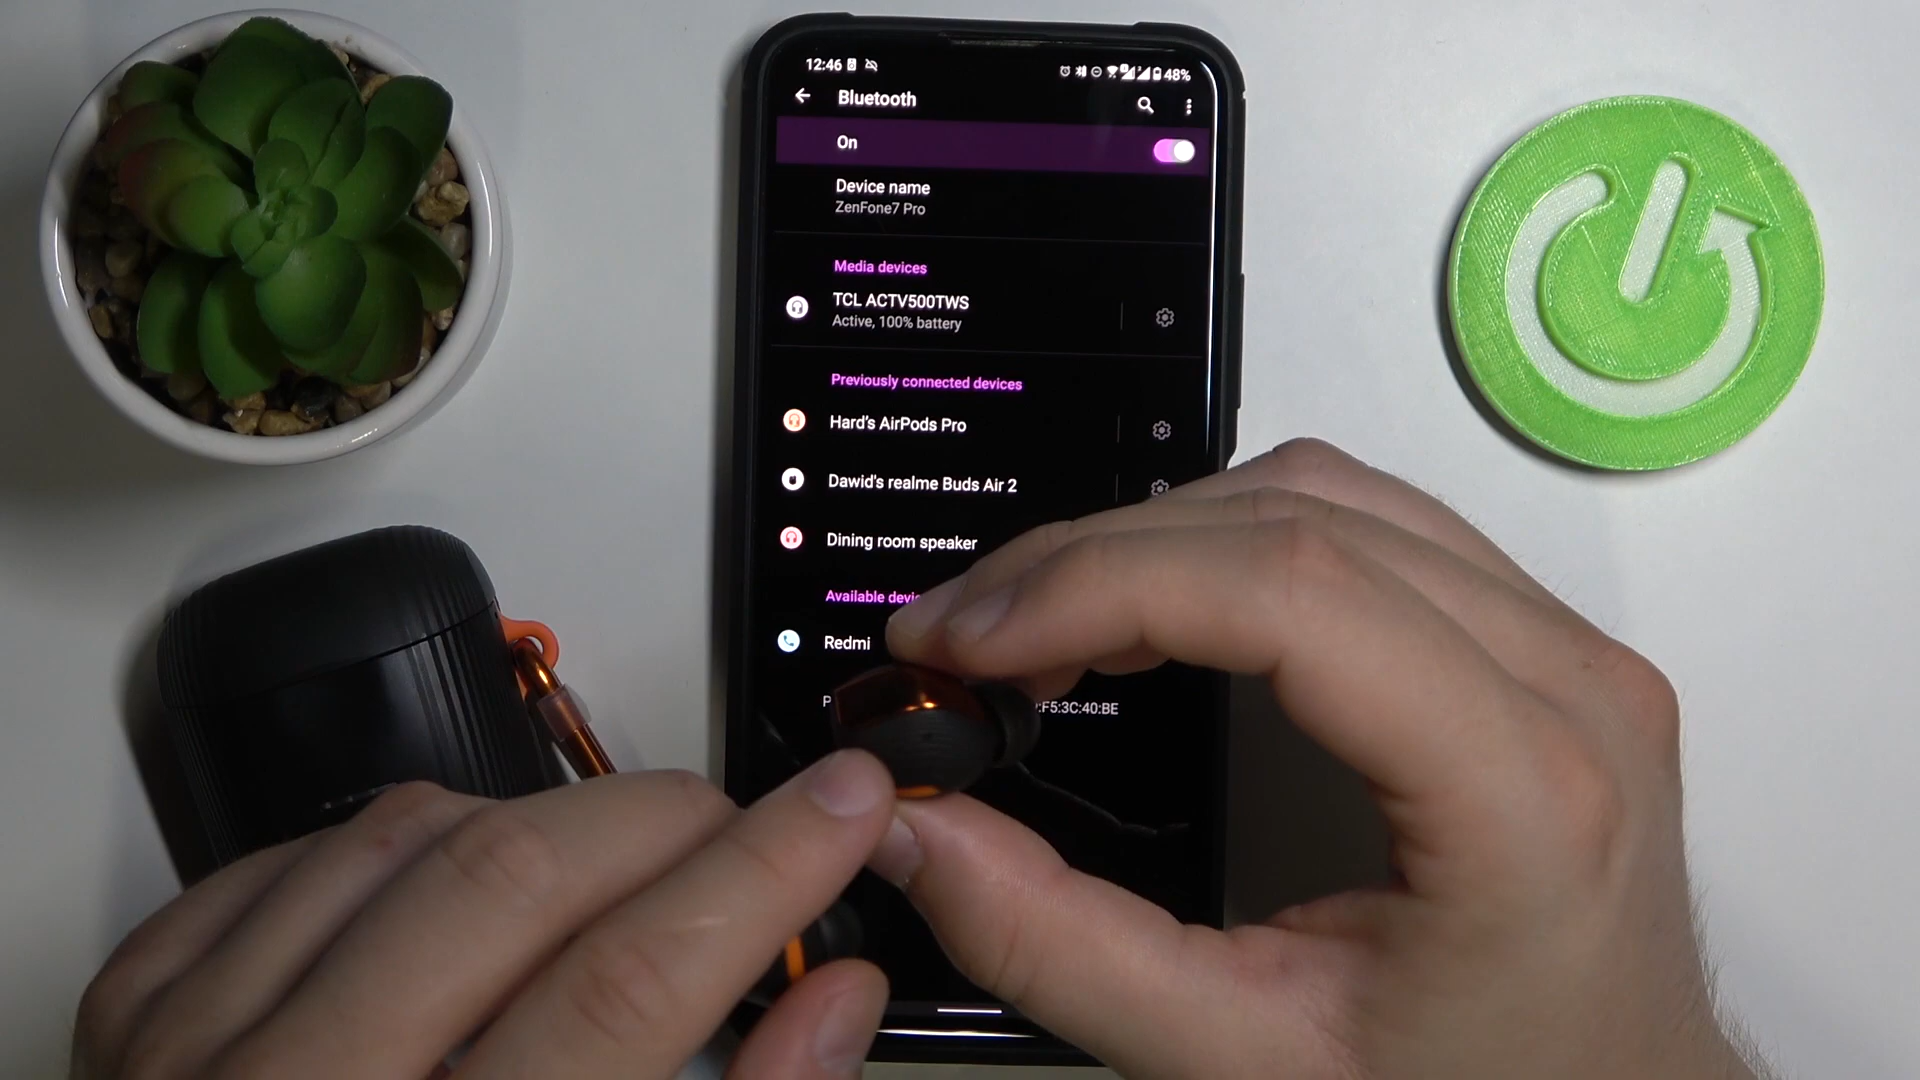 12:46 48%
Bluetooth
On
Device name
ZenFone7 Pro
Media devices
TCL ACTV500TWS
Active, 100% battery
Previously connected devices
Hard's AirPods Pro
Dawid's realme Buds Air 2
Dining room speaker
Available
Redmi
:F5:3C:40:BE